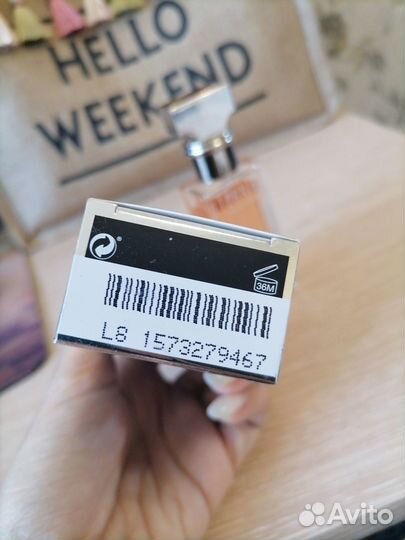 HELLO
WEEKEND
®
36M
L8 1573279467
Avito